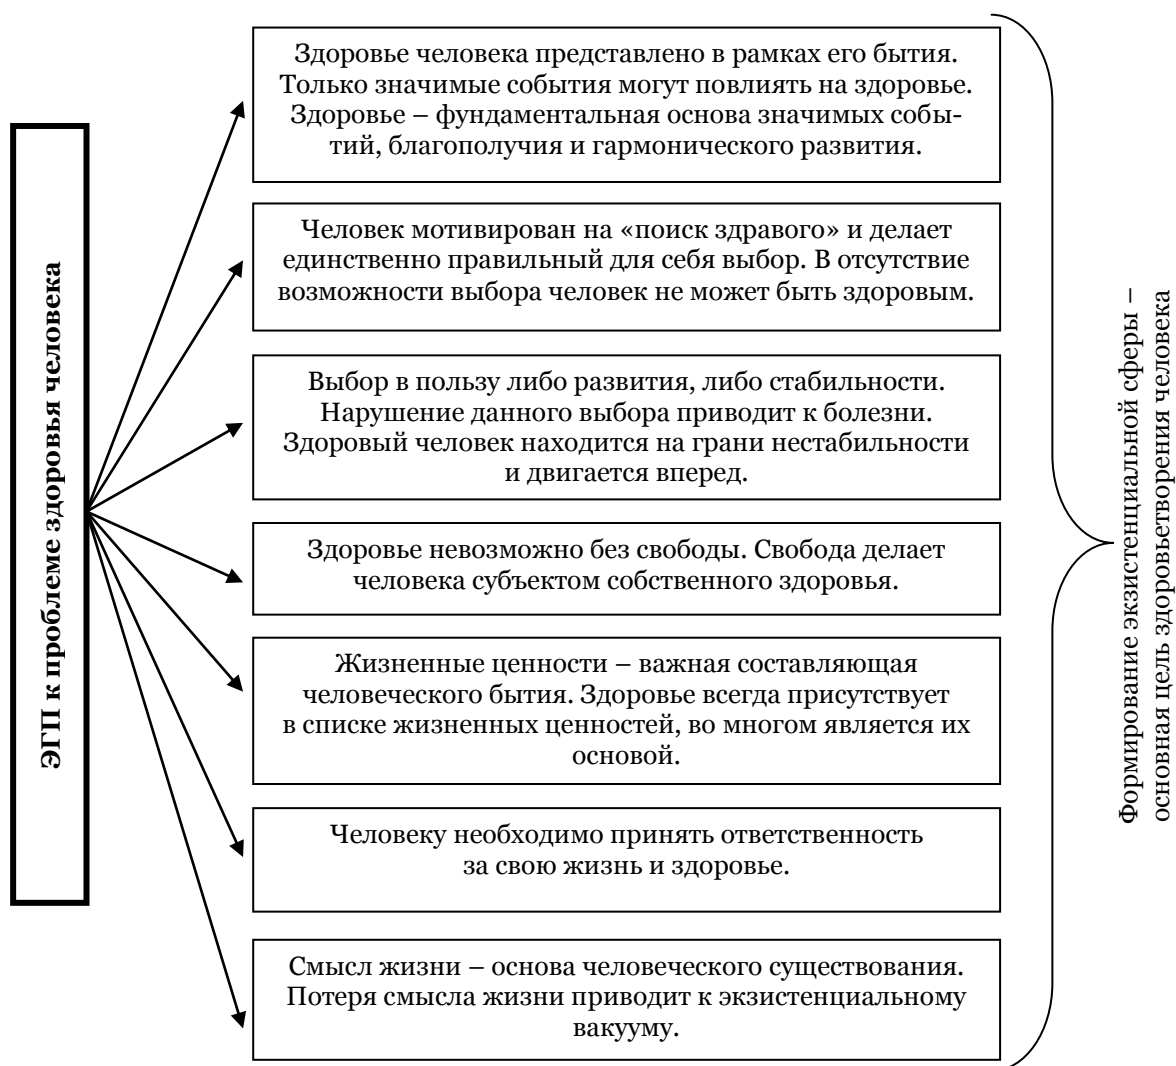 ЭГП к проблеме здоровья человека
Здоровье человека представлено в рамках его бытия.
Только значимые события могут повлиять на здоровье.
Здоровье – фундаментальная основа значимых собы-
тий, благополучия и гармонического развития.
Человек мотивирован на «поиск здравого» и делает
единственно правильный для себя выбор. В отсутствие
возможности выбора человек не может быть здоровым.
Выбор в пользу либо развития, либо стабильности.
Нарушение данного выбора приводит к болезни.
Здоровый человек находится на грани нестабильности
и двигается вперед.
Здоровье невозможно без свободы. Свобода делает
человека субъектом собственного здоровья.
Жизненные ценности – важная составляющая
человеческого бытия. Здоровье всегда присутствует
в списке жизненных ценностей, во многом является их
основой.
Человеку необходимо принять ответственность
за свою жизнь и здоровье.
Смысл жизни – основа человеческого существования.
Потеря смысла жизни приводит к экзистенциальному
вакууму.
Формирование экзистенциальной сферы –
основная цель здоровьетворения человека